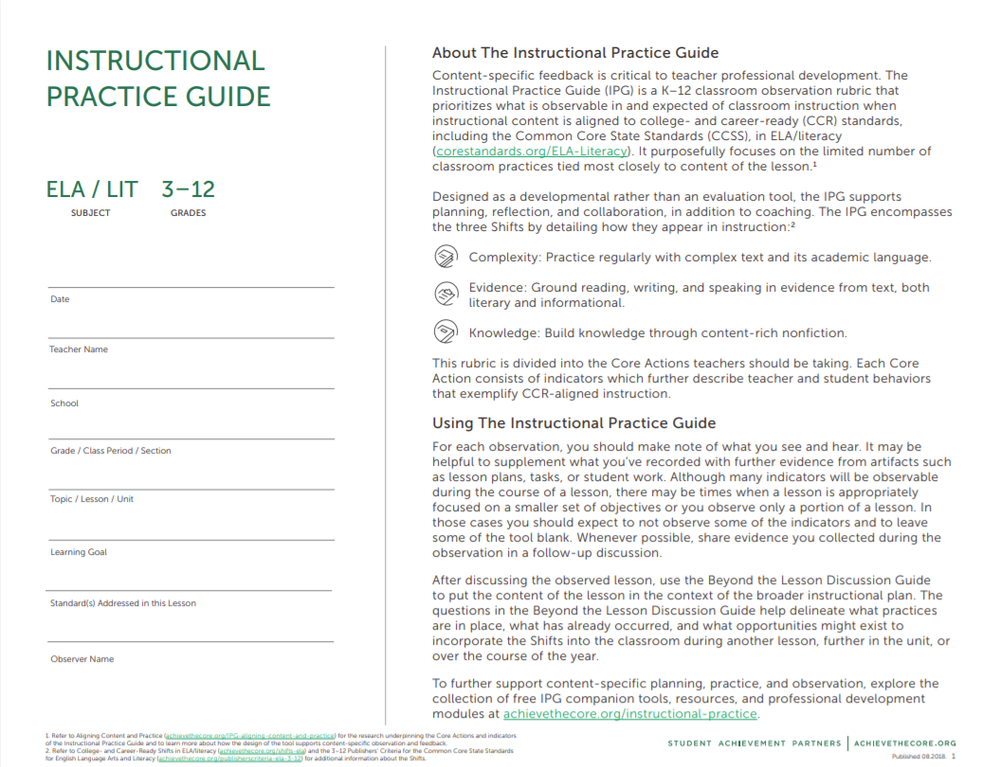 INSTRUCTIONAL
PRACTICE GUIDE
ELA / LIT 3–12
SUBJECT GRADES
Date
Teacher Name
School
Grade / Class Period / Section
Topic / Lesson / Unit
Learning Goal
Standard(s) Addressed in this Lesson
Observer Name
About The Instructional Practice Guide
Content-specific feedback is critical to teacher professional development. The
Instructional Practice Guide (IPG) is a K–12 classroom observation rubric that
prioritizes what is observable in and expected of classroom instruction when
instructional content is aligned to college- and career-ready (CCR) standards,
including the Common Core State Standards (CCSS), in ELA/literacy
(corestandards.org/ELA-Literacy). It purposefully focuses on the limited number of
classroom practices tied most closely to content of the lesson.¹
Designed as a developmental rather than an evaluation tool, the IPG supports
planning, reflection, and collaboration, in addition to coaching. The IPG encompasses
the three Shifts by detailing how they appear in instruction:²
Complexity: Practice regularly with complex text and its academic language.
Evidence: Ground reading, writing, and speaking in evidence from text, both
literary and informational.
Knowledge: Build knowledge through content-rich nonfiction.
This rubric is divided into the Core Actions teachers should be taking. Each Core
Action consists of indicators which further describe teacher and student behaviors
that exemplify CCR-aligned instruction.
Using The Instructional Practice Guide
For each observation, you should make note of what you see and hear. It may be
helpful to supplement what you've recorded with further evidence from artifacts such
as lesson plans, tasks, or student work. Although many indicators will be observable
during the course of a lesson, there may be times when a lesson is appropriately
focused on a smaller set of objectives or you observe only a portion of a lesson. In
those cases you should expect to not observe some of the indicators and to leave
some of the tool blank. Whenever possible, share evidence you collected during the
observation in a follow-up discussion.
After discussing the observed lesson, use the Beyond the Lesson Discussion Guide
to put the content of the lesson in the context of the broader instructional plan. The
questions in the Beyond the Lesson Discussion Guide help delineate what practices
are in place, what has already occurred, and what opportunities might exist to
incorporate the Shifts into the classroom during another lesson, further in the unit, or
over the course of the year.
To further support content-specific planning, practice, and observation, explore the
collection of free IPG companion tools, resources, and professional development
modules at achievethecore.org/instructional-practice.
1. Refer to Aligning Content and Practice (achievethecore.org/IPG-aligning-content-and-practice) for the research underpinning the Core Actions and indicators
of the Instructional Practice Guide and to learn more about how the design of the tool supports content-specific observation and feedback.
2. Refer to College- and Career-Ready Shifts in ELA/literacy (achievethecore.org/shifts-ela) and the 3–12 Publishers' Criteria for the Common Core State Standards
for English Language Arts and Literacy (achievethecore.org/publisherscriteria-ela-3-12) for additional information about the Shifts.
STUDENT ACHIEVEMENT PARTNERS | ACHIEVETHECORE.ORG
Published 08.2018. 1